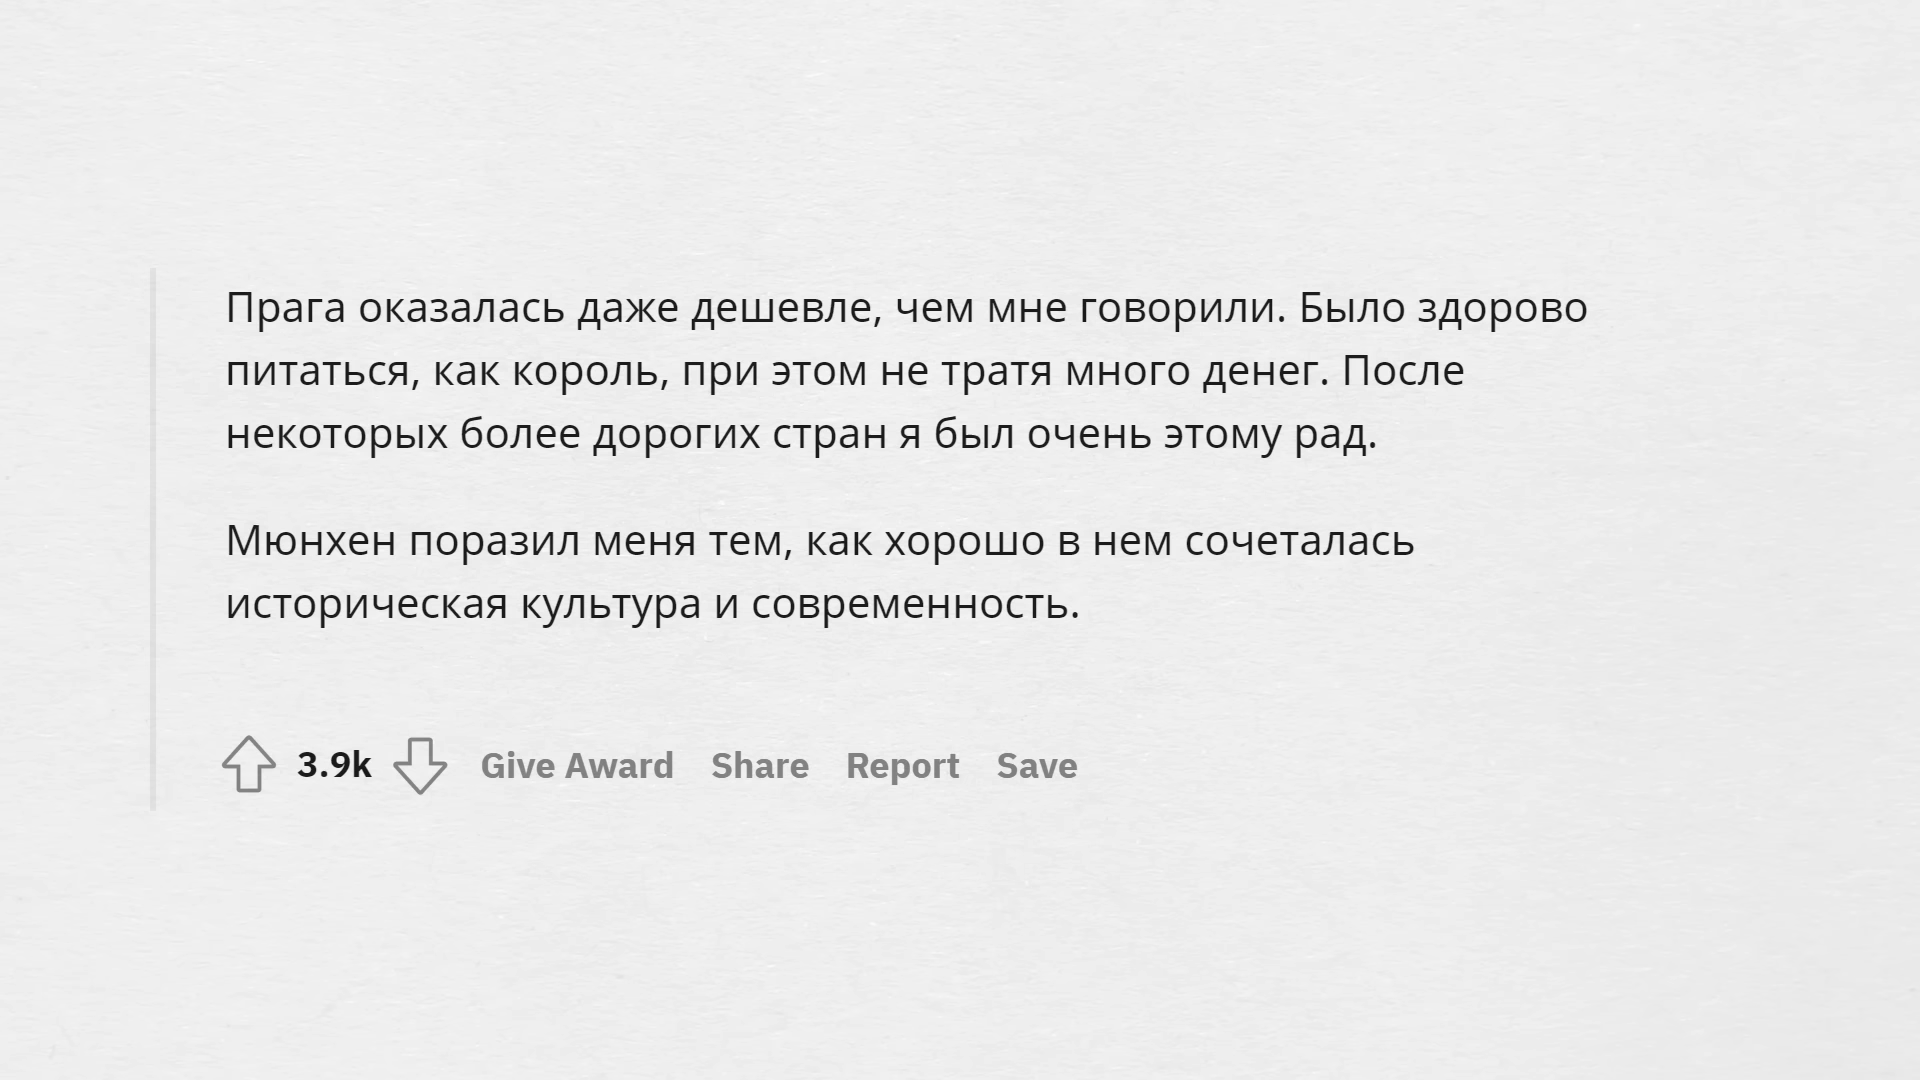 Прага оказалась даже дешевле, чем мне говорили. Было здорово
питаться, как король, при этом не тратя много денег. После
некоторых более дорогих стран я был очень этому рад.
Мюнхен поразил меня тем, как хорошо в нем сочеталась
историческая культура и современность.
3.9k Give Award Share Report Save